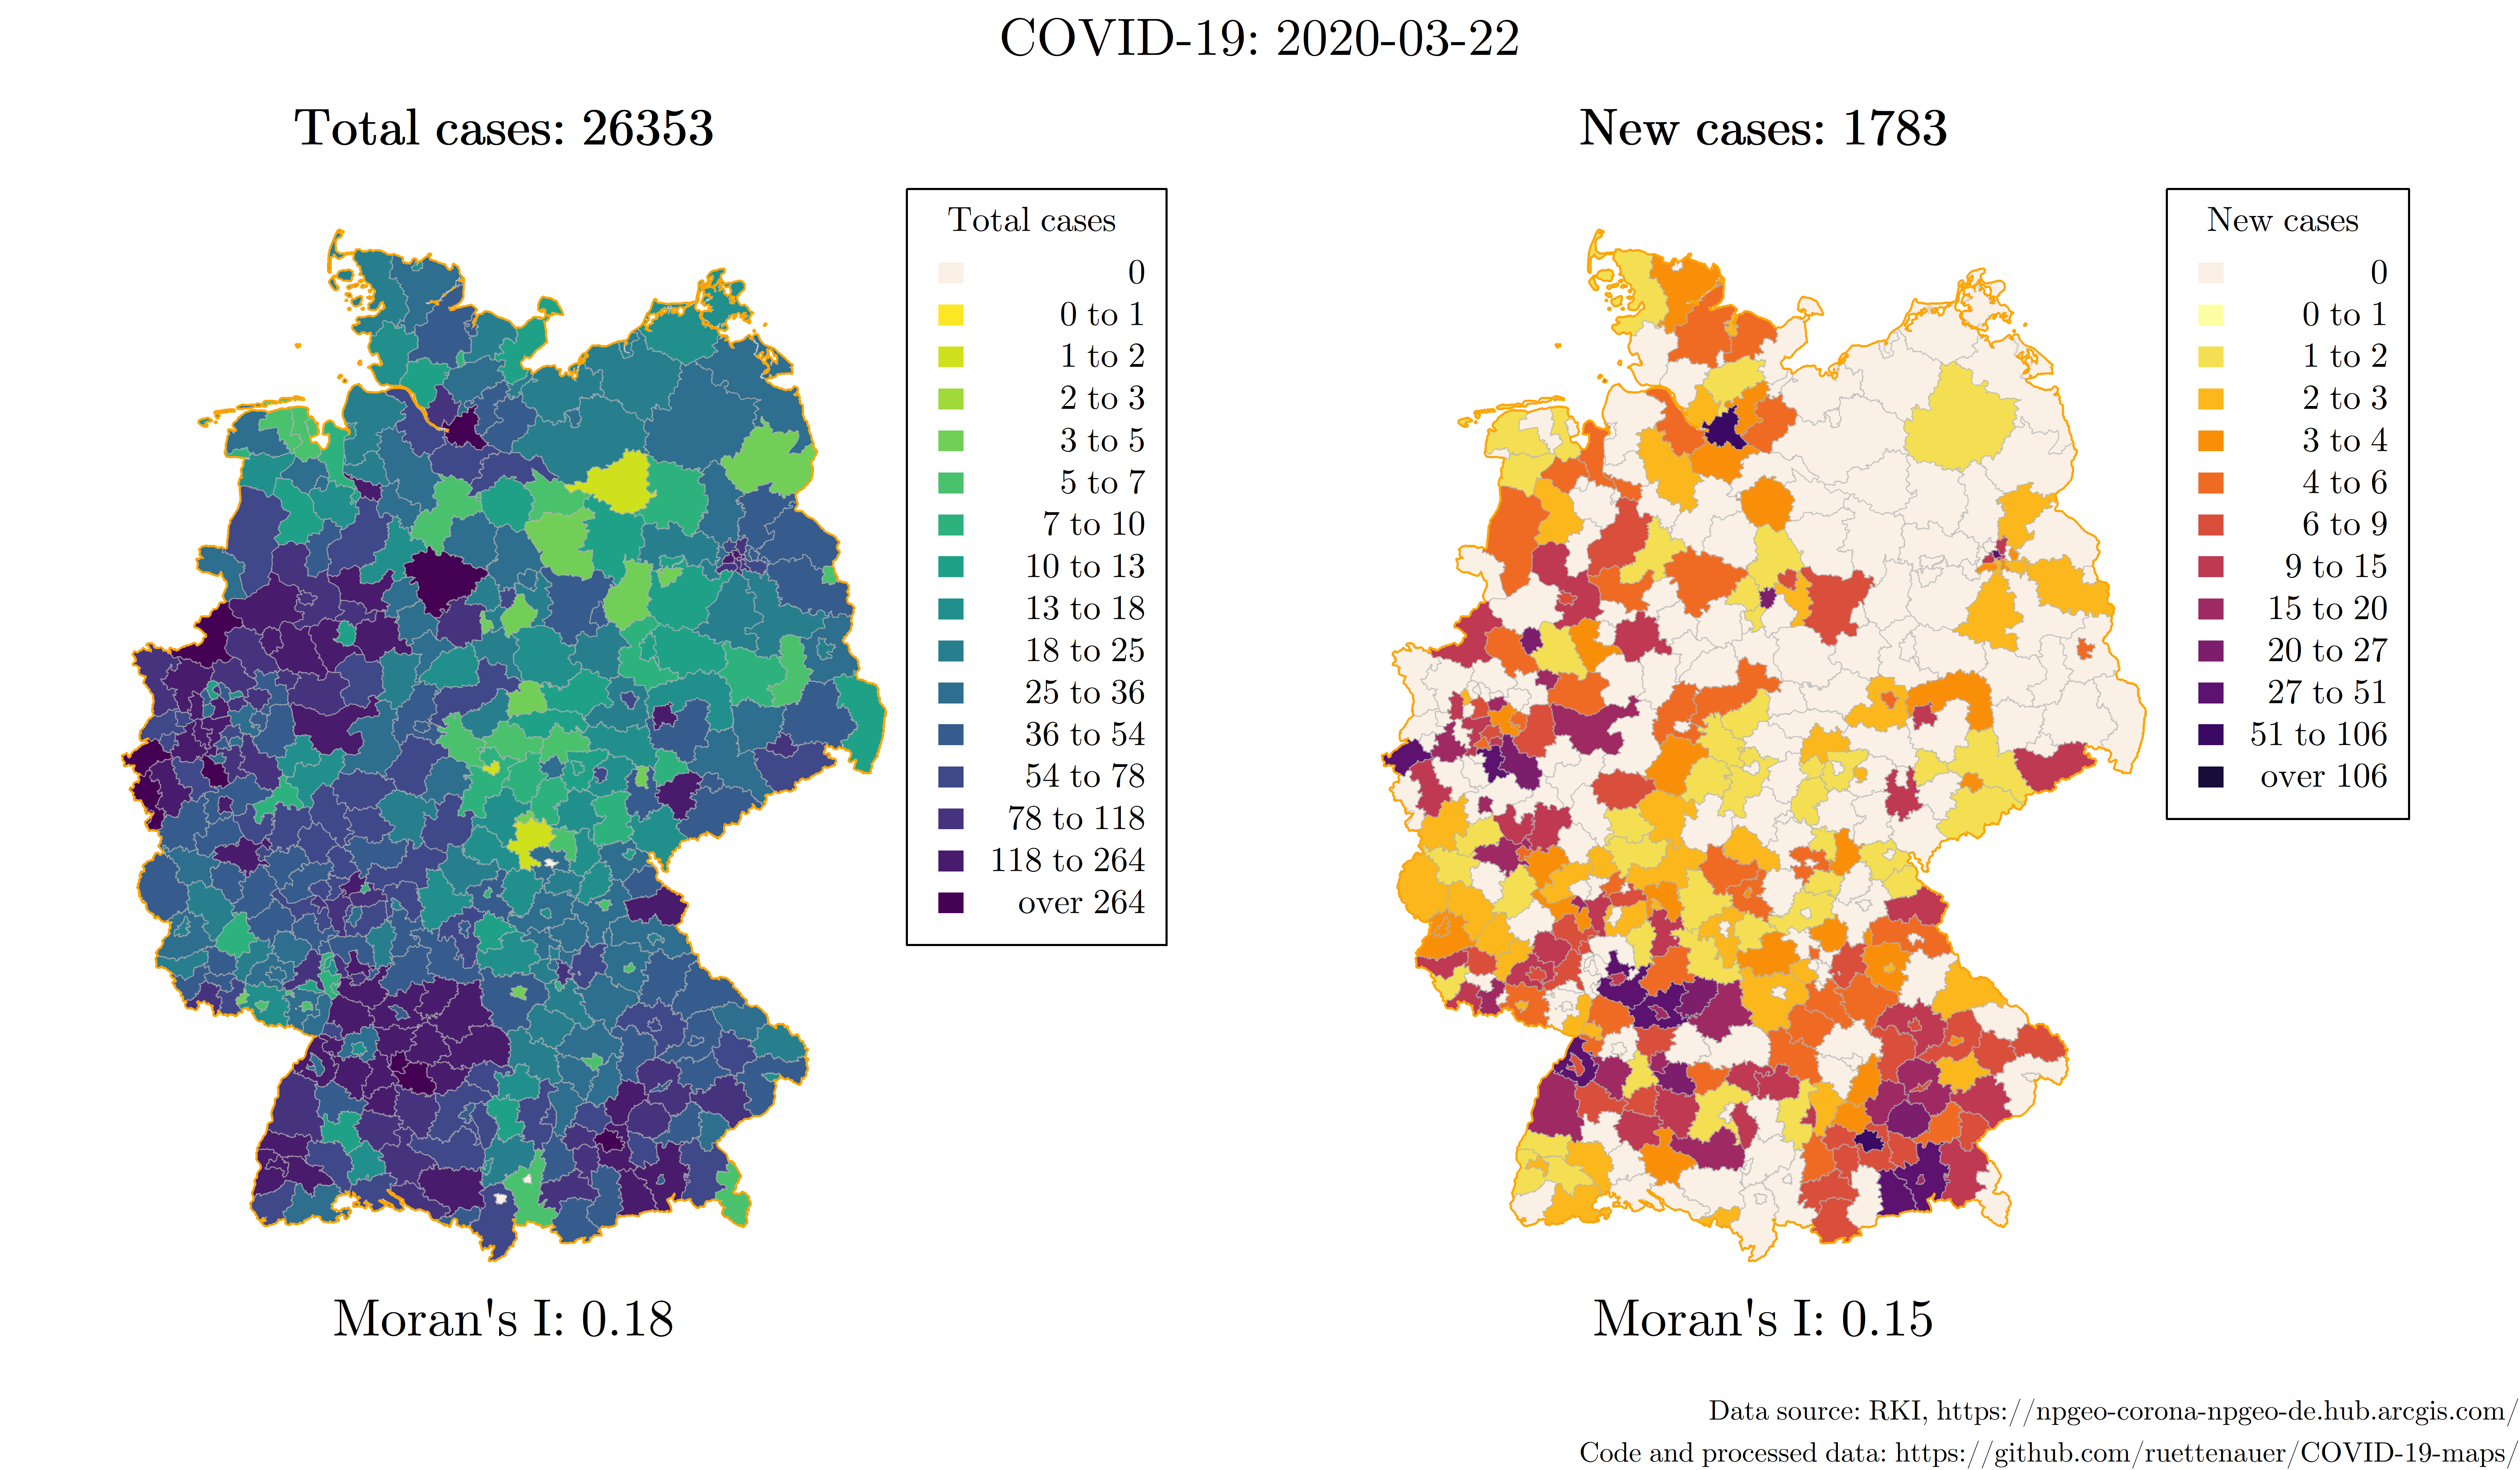 COVID-19: 2020-03-22
Total cases: 26353
New cases: 1783
Total cases
0
0 to 1
1 to 2
2 to 3
3 to 5
5 to 7
7 to 10
10 to 13
13 to 18
18 to 25
25 to 36
36 to 54
54 to 78
78 to 118
118 to 264
over 264
New cases
0
0 to 1
1 to 2
2 to 3
3 to 4
4 to 6
6 to 9
9 to 15
15 to 20
20 to 27
27 to 51
51 to 106
over 106
Moran's I: 0.18
Moran's I: 0.15
Data source: RKI, https://npgeo-corona-npgeo-de.hub.arcgis.com/
Code and processed data: https://github.com/ruettenauer/COVID-19-maps/